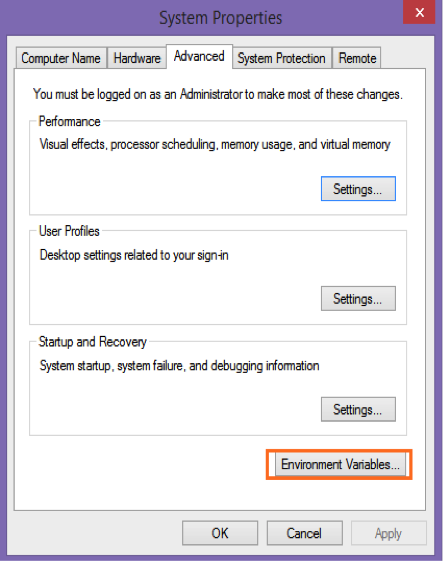 System Properties
x
Computer Name Hardware Advanced System Protection Remote
You must be logged on as an Administrator to make most of these changes.
Performance
Visual effects, processor scheduling, memory usage, and virtual memory
Settings...
User Profiles
Desktop settings related to your sign-in
Settings...
Startup and Recovery
System startup, system failure, and debugging information
Settings...
Environment Variables...
OK Cancel Apply